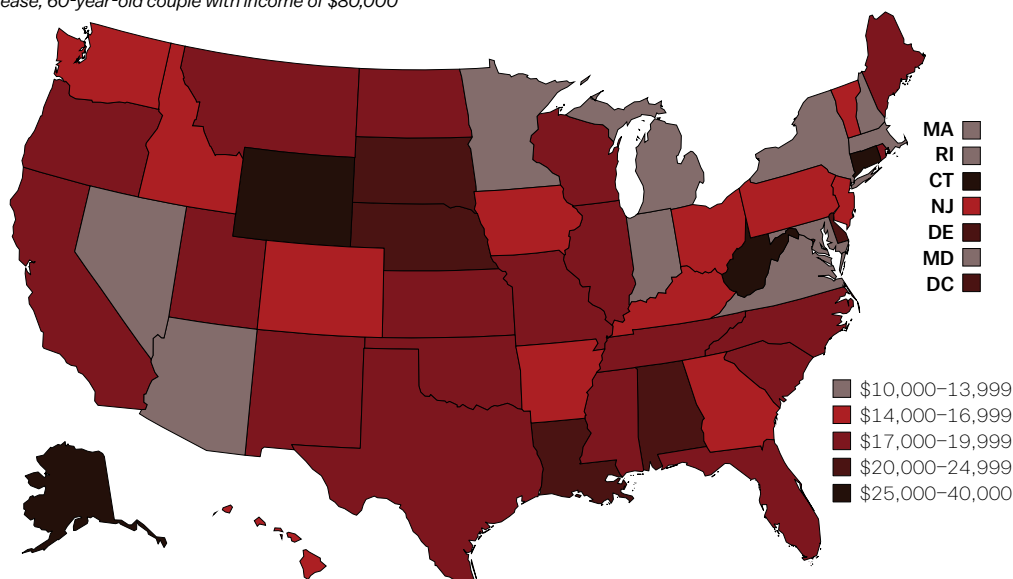 ease, 60-year-old couple with income of $80,000
MA
RI
CT
NJ
DE
MD
DC
$10,000–13,999
$14,000–16,999
$17,000–19,999
$20,000–24,999
$25,000–40,000